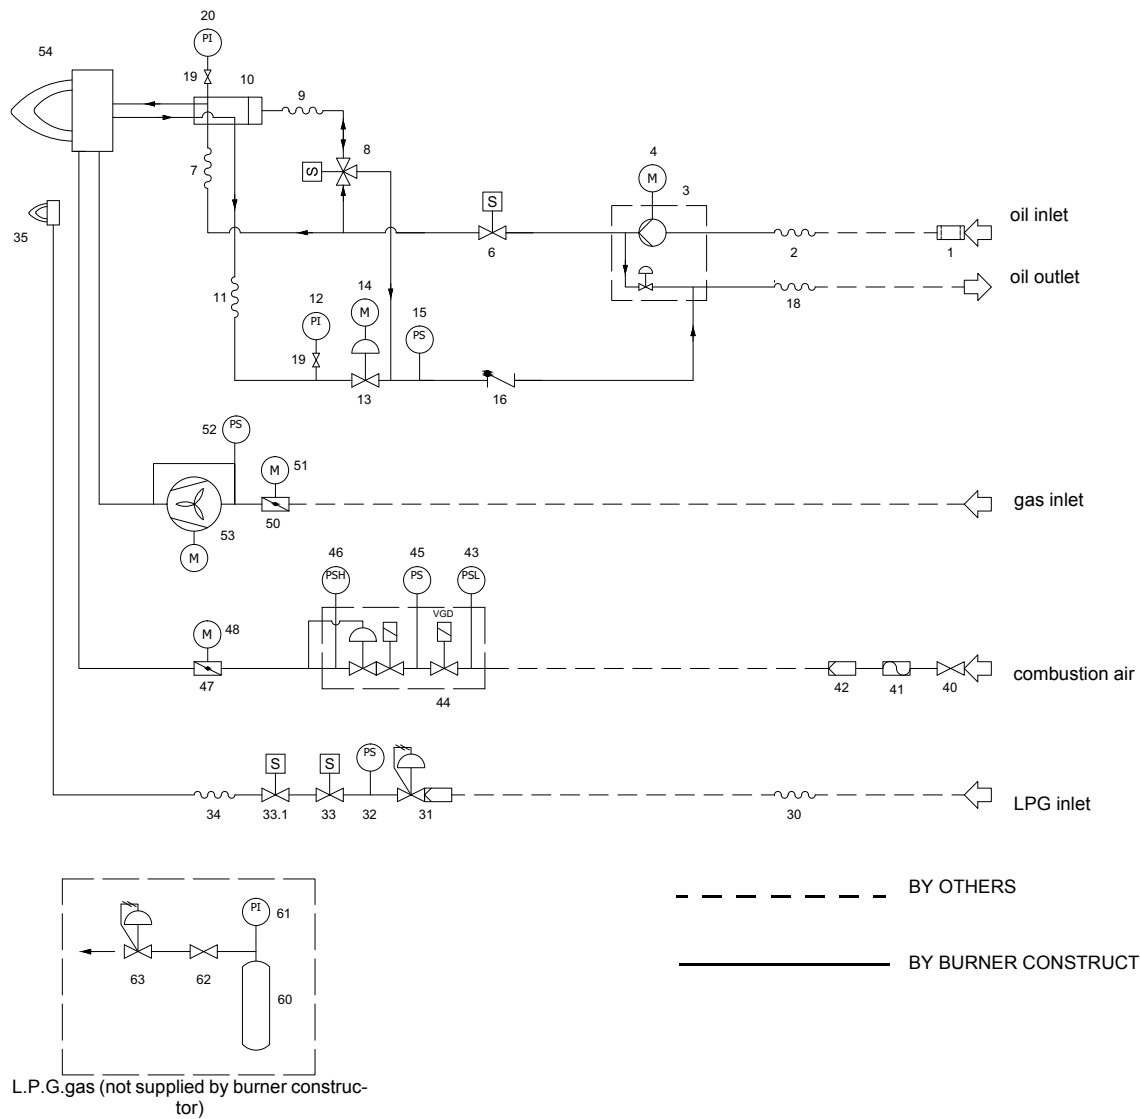 20
PI
54
19
10
9
8
S
7
4
M
3
S
6
2
1
oil inlet
oil outlet
18
35
11
12
PI
19
14
M
13
15
PS
16
52
PS
51
M
50
53
M
gas inlet
46
PSH
45
PS
43
PSL
VGD
48
M
47
44
42
41
40
combustion air
S
S
PS
34
33.1
33
32
31
30
LPG inlet
PI
61
63
62
60
L.P.G.gas (not supplied by burner construc-
tor)
BY OTHERS
BY BURNER CONSTRUCT